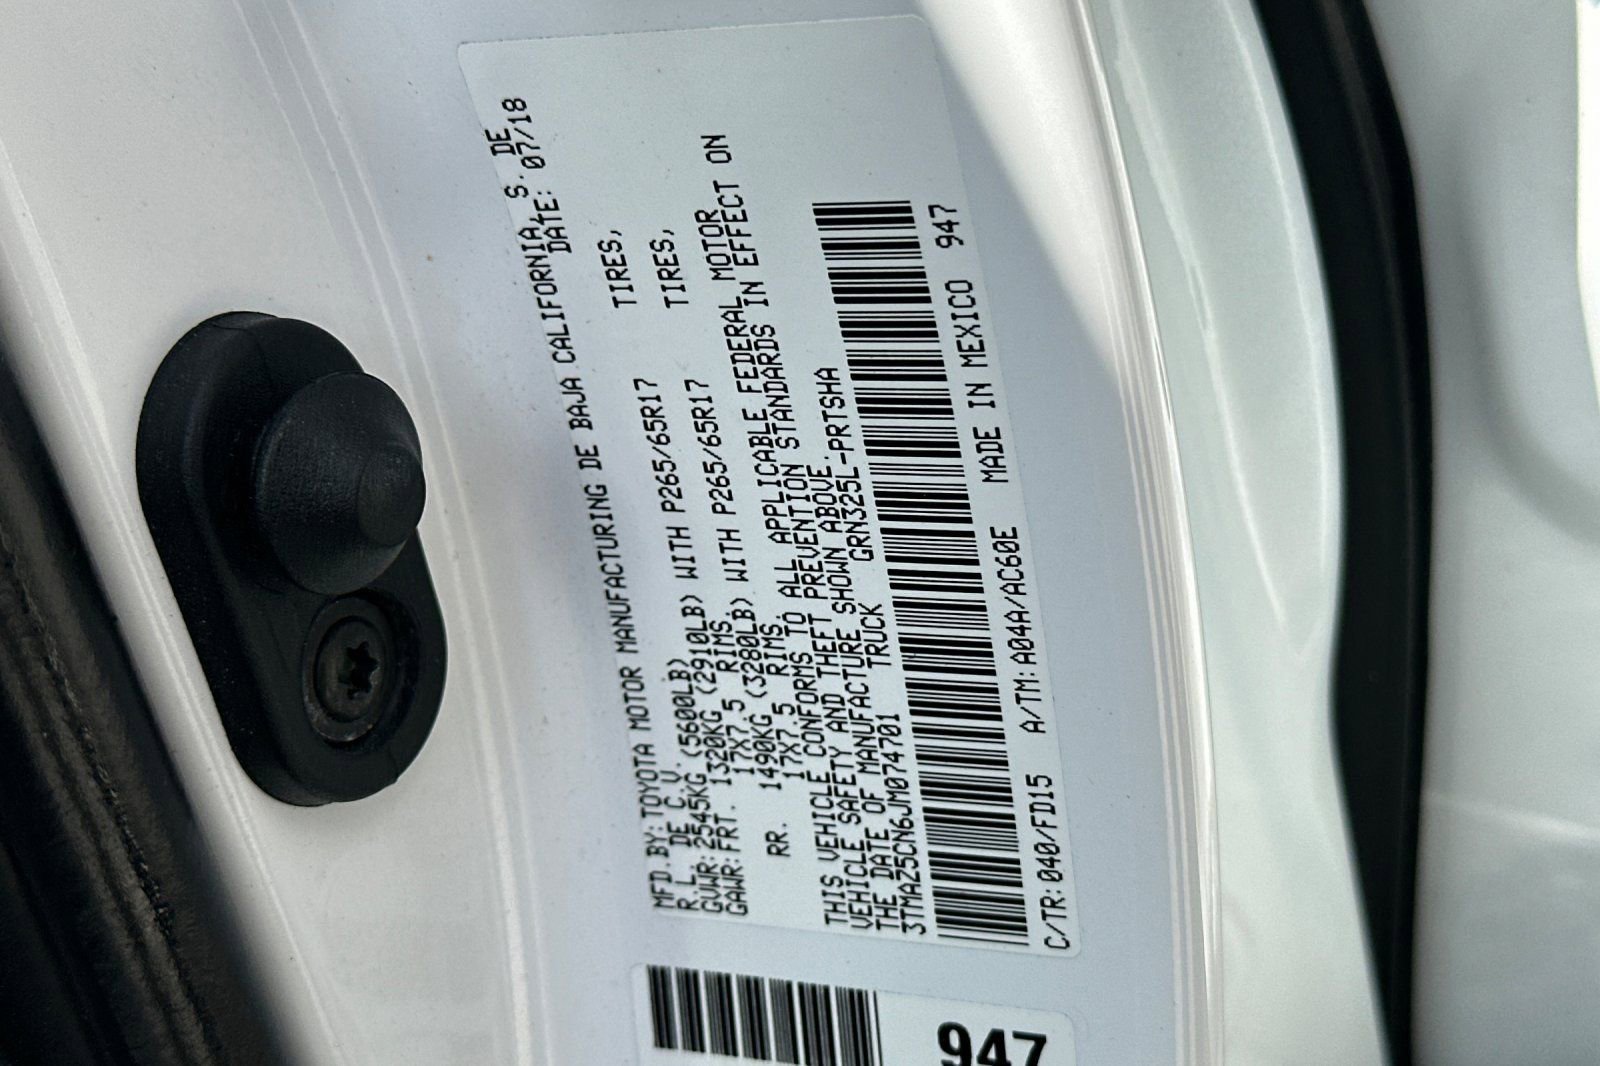 MFD.BY:TOYOTA MOTOR MANUFACTURING DE BAJA CALIFORNIA, S. DE
R.L. DE C.V. DATE: 07/18
GVWR:2545KG (5600LB)
GAWR:FRT. 1320KG (2910LB) WITH P265/65R17 TIRES,
17X7.5 RIMS.
RR. 1490KG (3280LB) WITH P265/65R17 TIRES,
17X7.5 RIMS.
THIS VEHICLE CONFORMS TO ALL APPLICABLE FEDERAL MOTOR
VEHICLE SAFETY AND THEFT PREVENTION STANDARDS IN EFFECT ON
THE DATE OF MANUFACTURE SHOWN ABOVE.
3TMAZ5CN6JM074701 TRUCK GRN325L-PRTSHA
C/TR:040/FD15 A/TM:A04A/AC60E MADE IN MEXICO 947
947